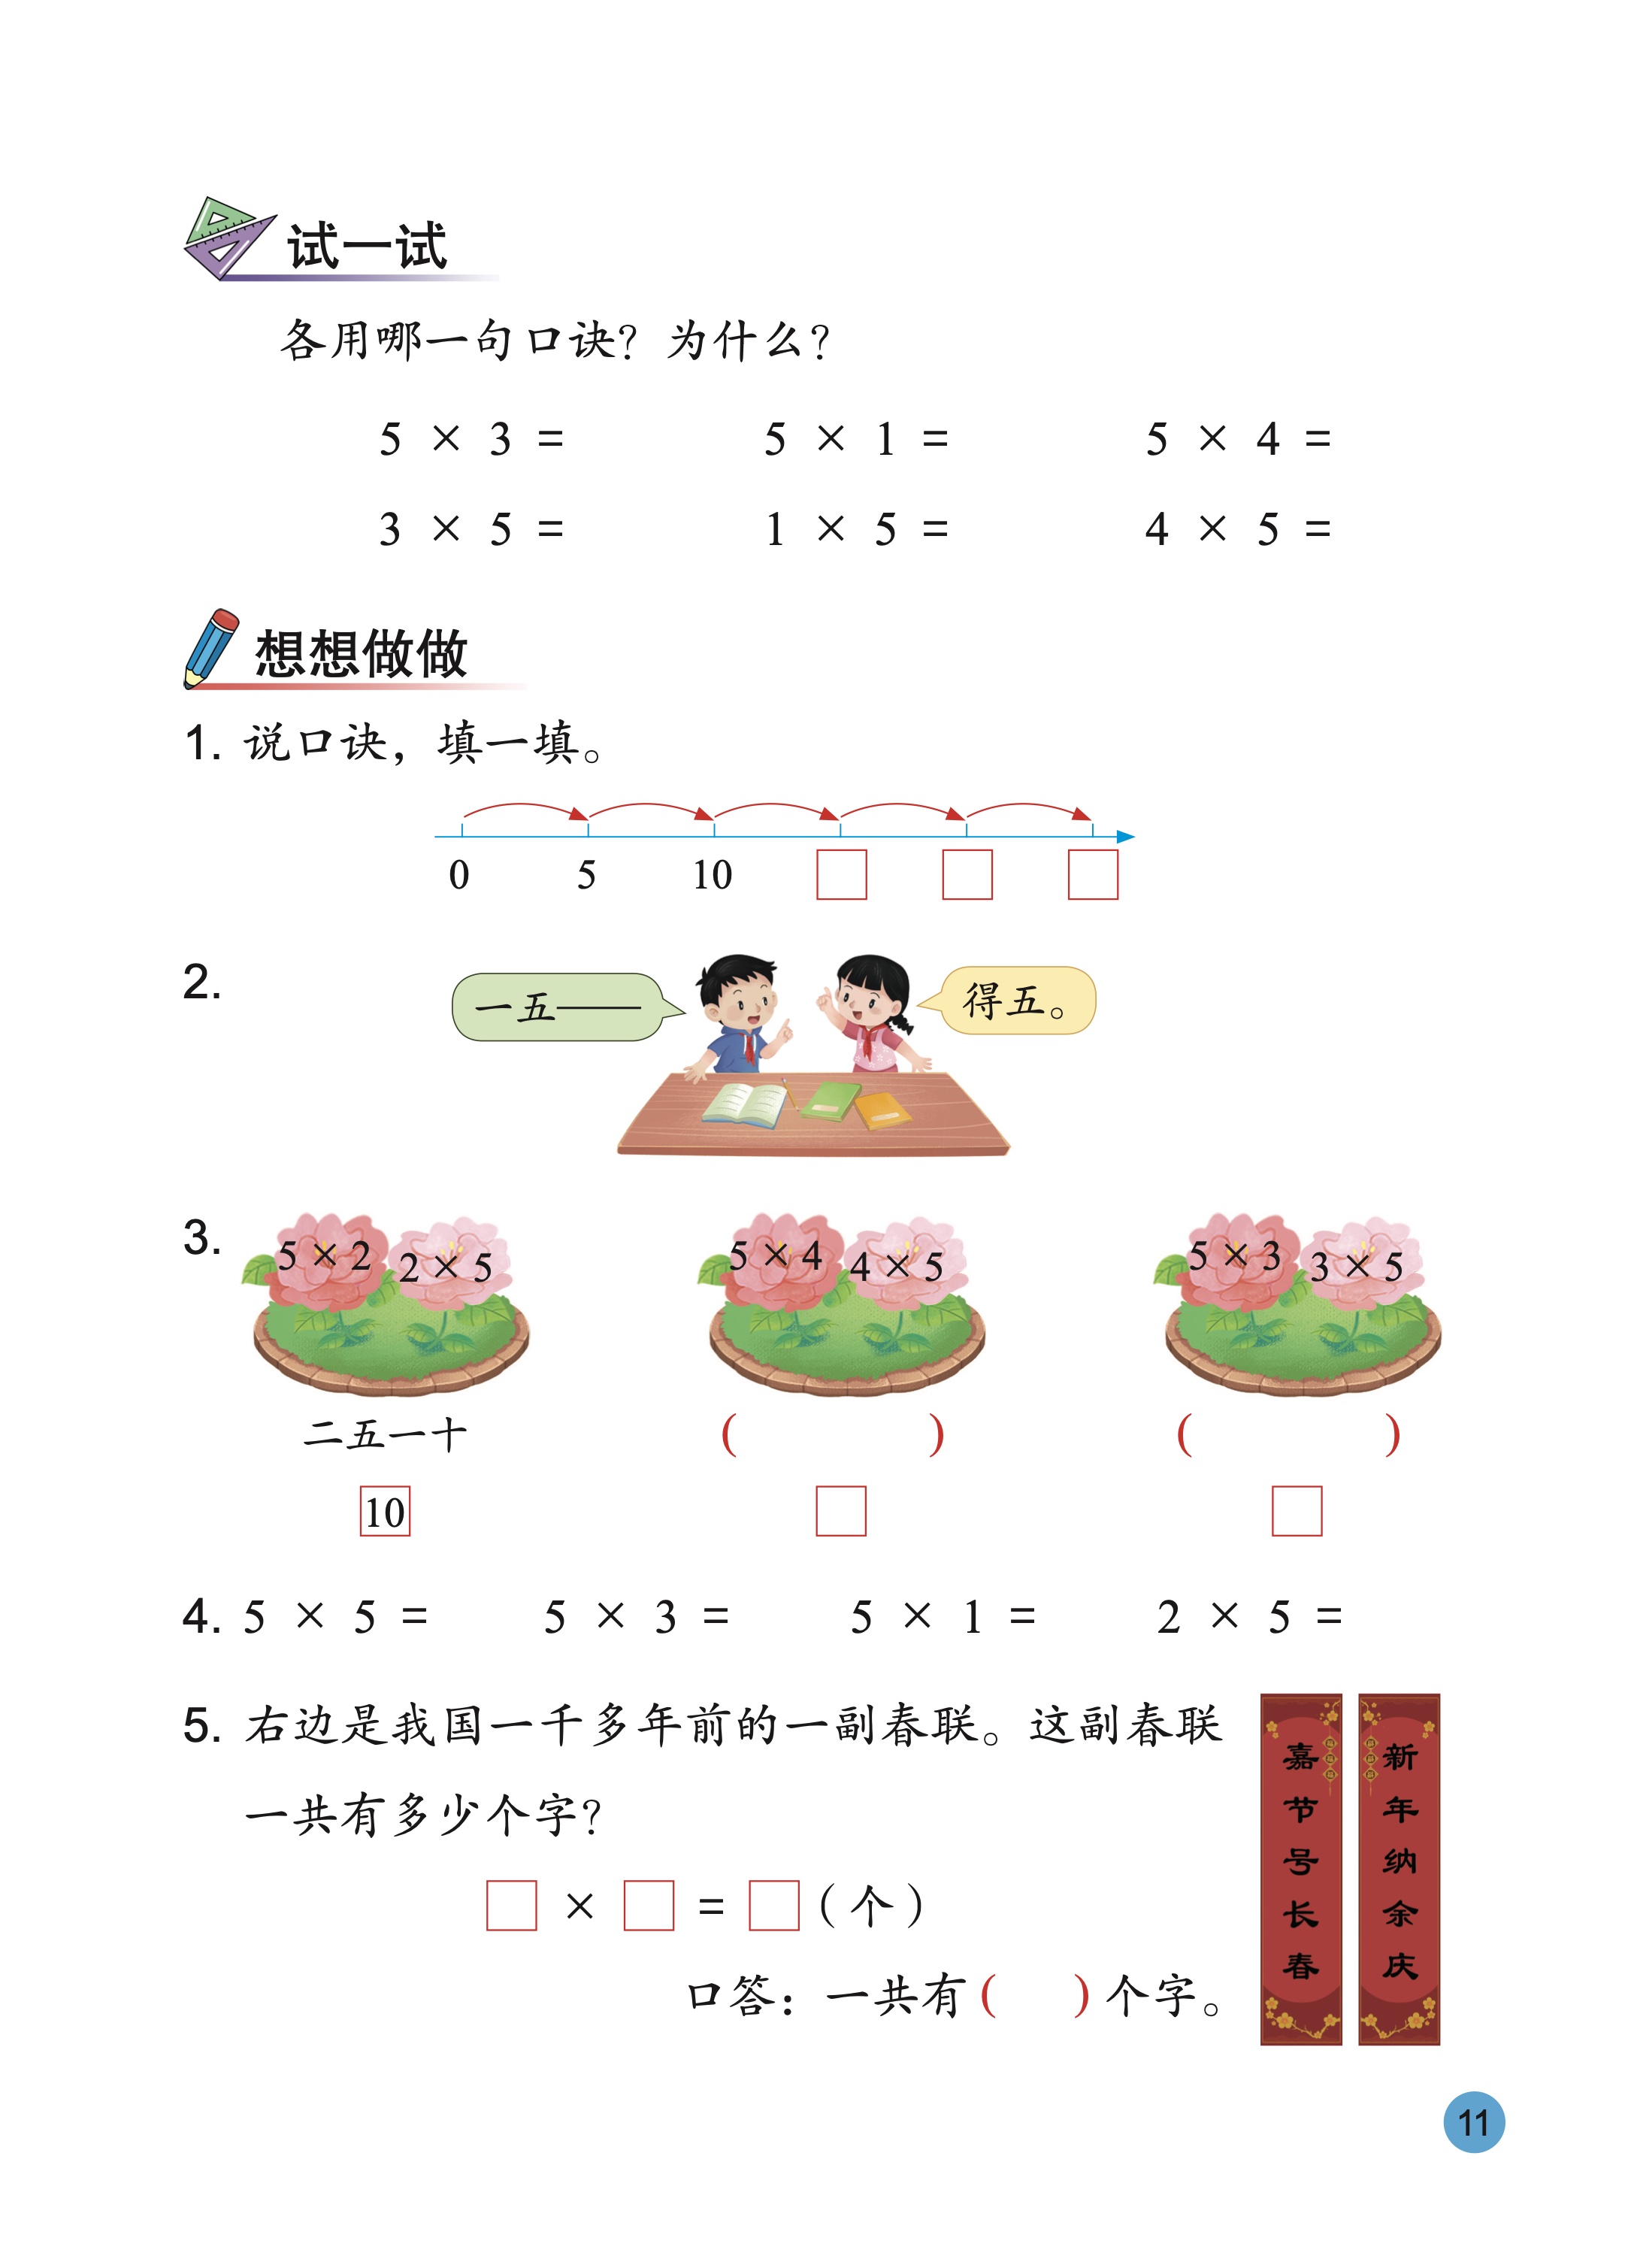 试一试
各用哪一句口诀？为什么？
5 × 3 =  5 × 1 =  5 × 4 =
3 × 5 =  1 × 5 =  4 × 5 =
想想做做
1. 说口诀，填一填。
0  5  10  □  □  □
2. 一五——  得五。
3. 5 × 2  2 × 5  5 × 4  4 × 5  5 × 3  3 × 5
二五一十  (  )  (  )
10  □  □
4. 5 × 5 =  5 × 3 =  5 × 1 =  2 × 5 =
5. 右边是我国一千多年前的一副春联。这副春联
一共有多少个字？
□ × □ = □（个）
口答：一共有(  )个字。
新年纳余庆
嘉节号长春
11